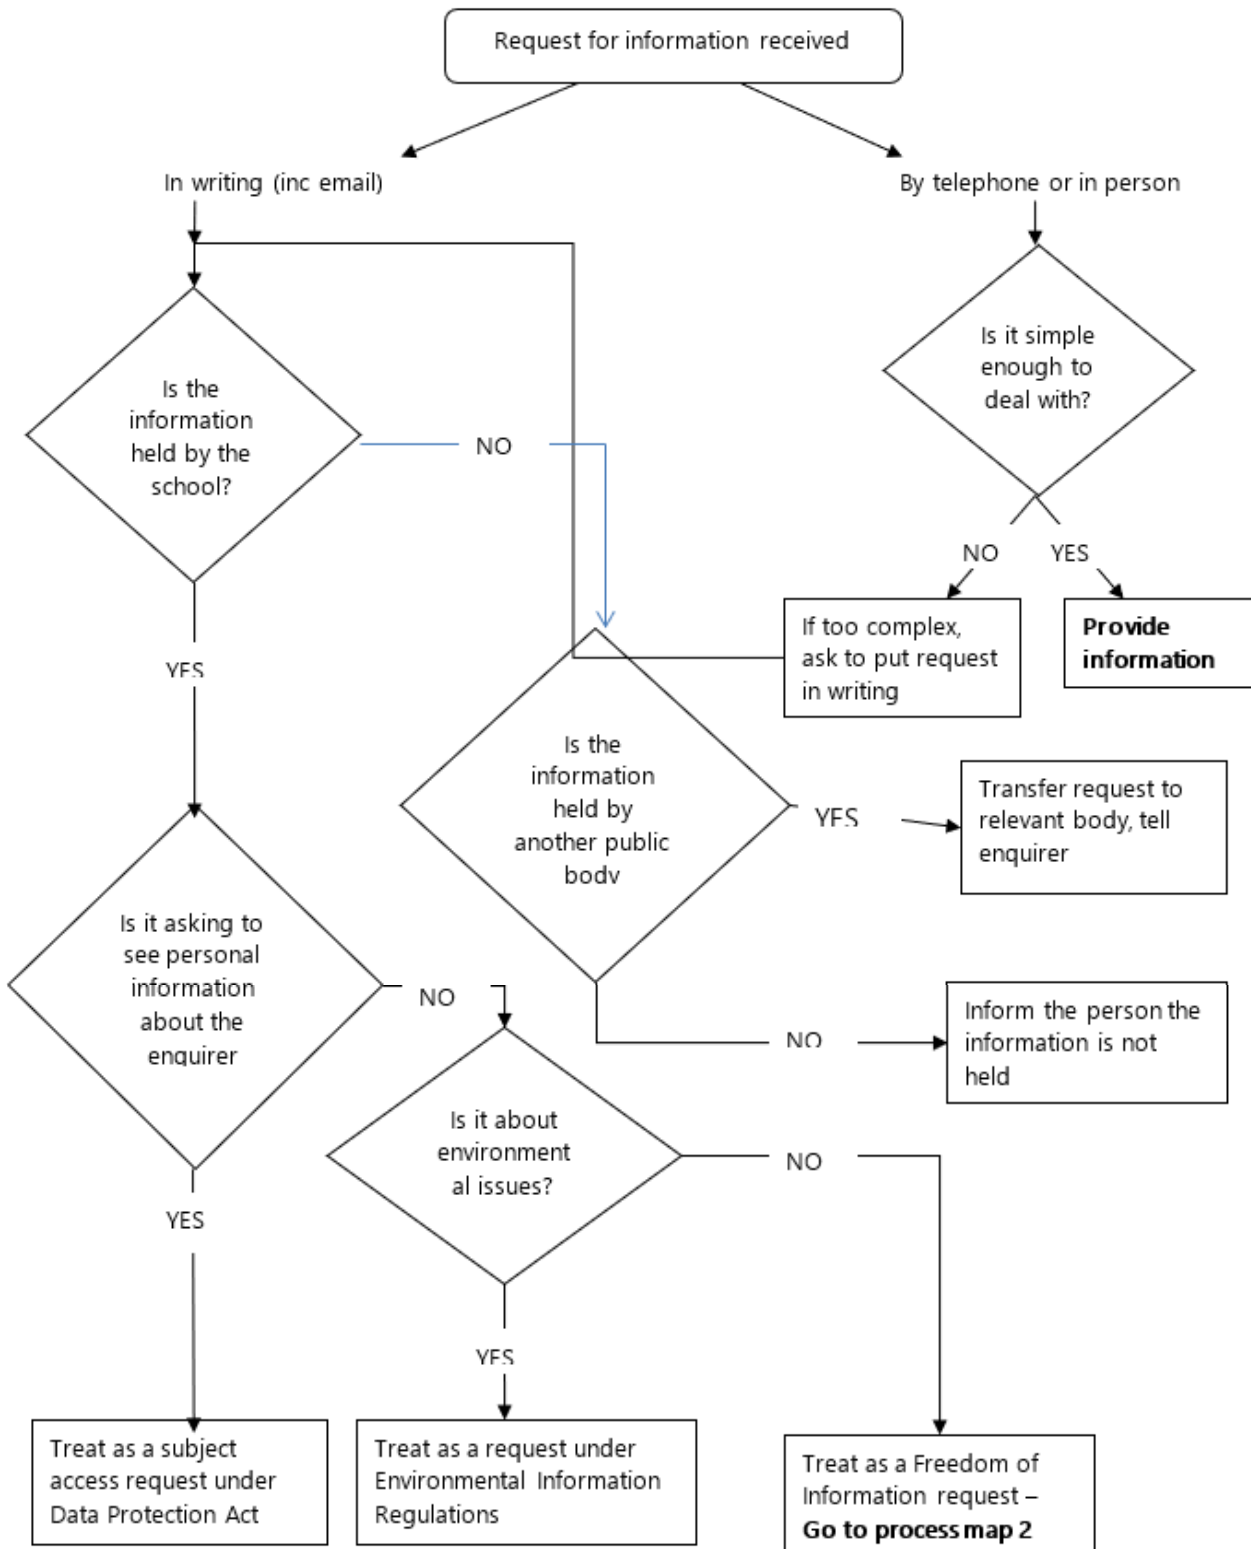 Request for information received
In writing (inc email)
By telephone or in person
Is it simple
enough to
deal with?
Is the
information
held by the
school?
NO
NO
YES
If too complex,
ask to put request
in writing
Provide
information
YES
Is the
information
held by
another public
body
YES
Transfer request to
relevant body, tell
enquirer
Is it asking to
see personal
information
about the
enquirer
NO
Inform the person the
information is not
held
NO
Is it about
environment
al issues?
NO
YES
YES
Treat as a subject
access request under
Data Protection Act
Treat as a request under
Environmental Information
Regulations
Treat as a Freedom of
Information request –
Go to process map 2